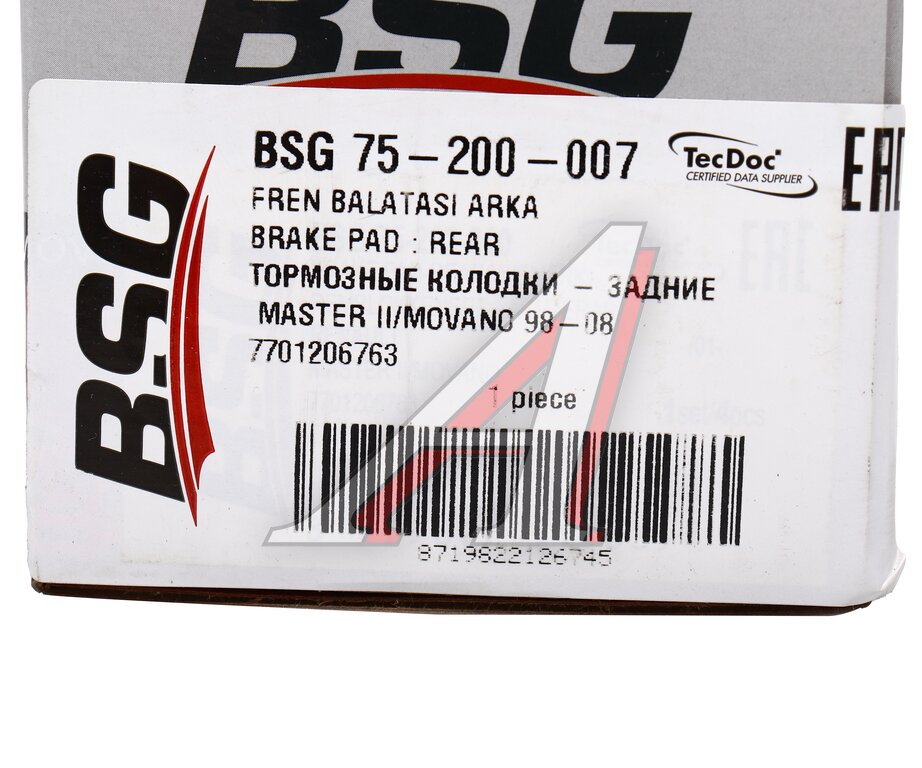 BSG
BSG
BSG 75-200-007
TecDoc
CERTIFIED DATA SUPPLIER
EAC
FREN BALATASI ARKA
BRAKE PAD : REAR
ТОРМОЗНЫЕ КОЛОДКИ - ЗАДНИЕ
MASTER II/MOVANO 98-08
7701206763
1 piece
8719822126745